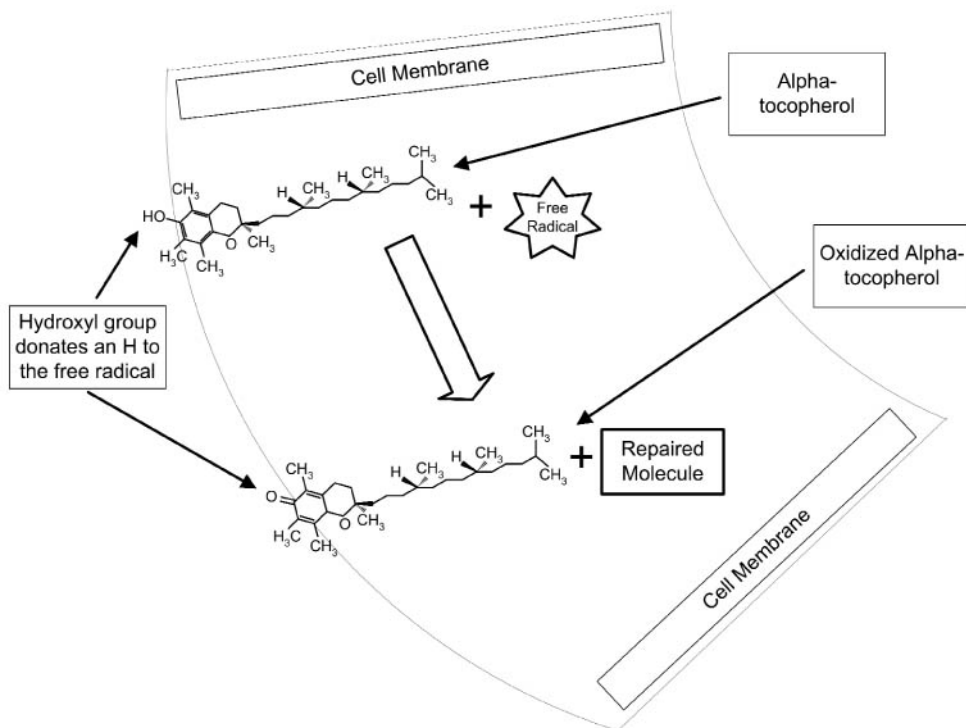 Cell Membrane
Alpha-
tocopherol
CH₃
H
CH₃
H
CH₃
CH₃
CH₃
HO
O
CH₃
H₃C
CH₃
+
Free
Radical
Oxidized Alpha-
tocopherol
Hydroxyl group
donates an H to
the free radical
CH₃
H
CH₃
H
CH₃
CH₃
CH₃
O
O
CH₃
H₃C
CH₃
+
Repaired
Molecule
Cell Membrane